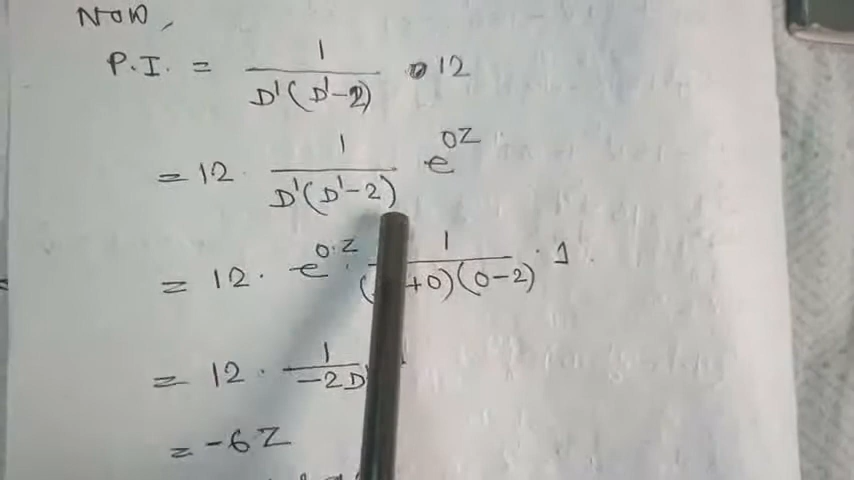 NOW,
P.I. = 1 / D'(D'-2) · 12
= 12 · 1 / D'(D'-2) · e^0Z
= 12 · e^0.Z · 1 / ( +0)(0-2) · 1
= 12 · 1 / -2D'
= -6Z